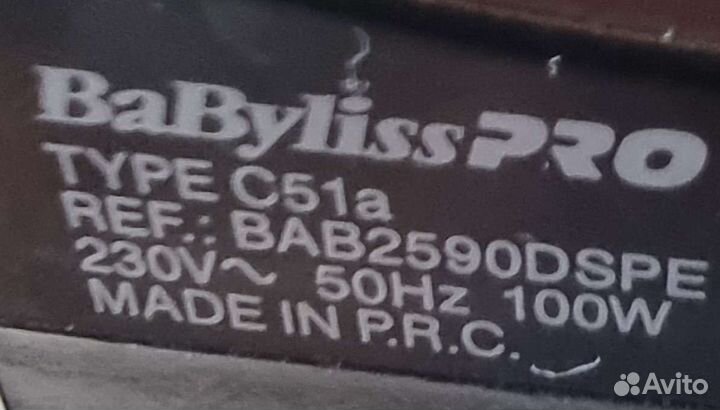 BaBylissPRO
TYPE C51a
REF.: BAB2590DSPE
230V~ 50Hz 100W
MADE IN P.R.C.
Avito